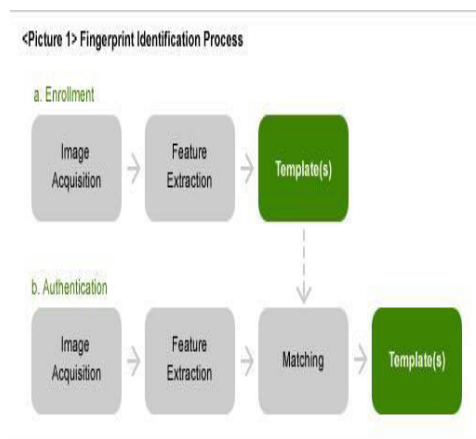 <Picture 1> Fingerprint Identification Process
a. Enrollment
Image
Acquisition
Feature
Extraction
Template(s)
b. Authentication
Image
Acquisition
Feature
Extraction
Matching
Template(s)